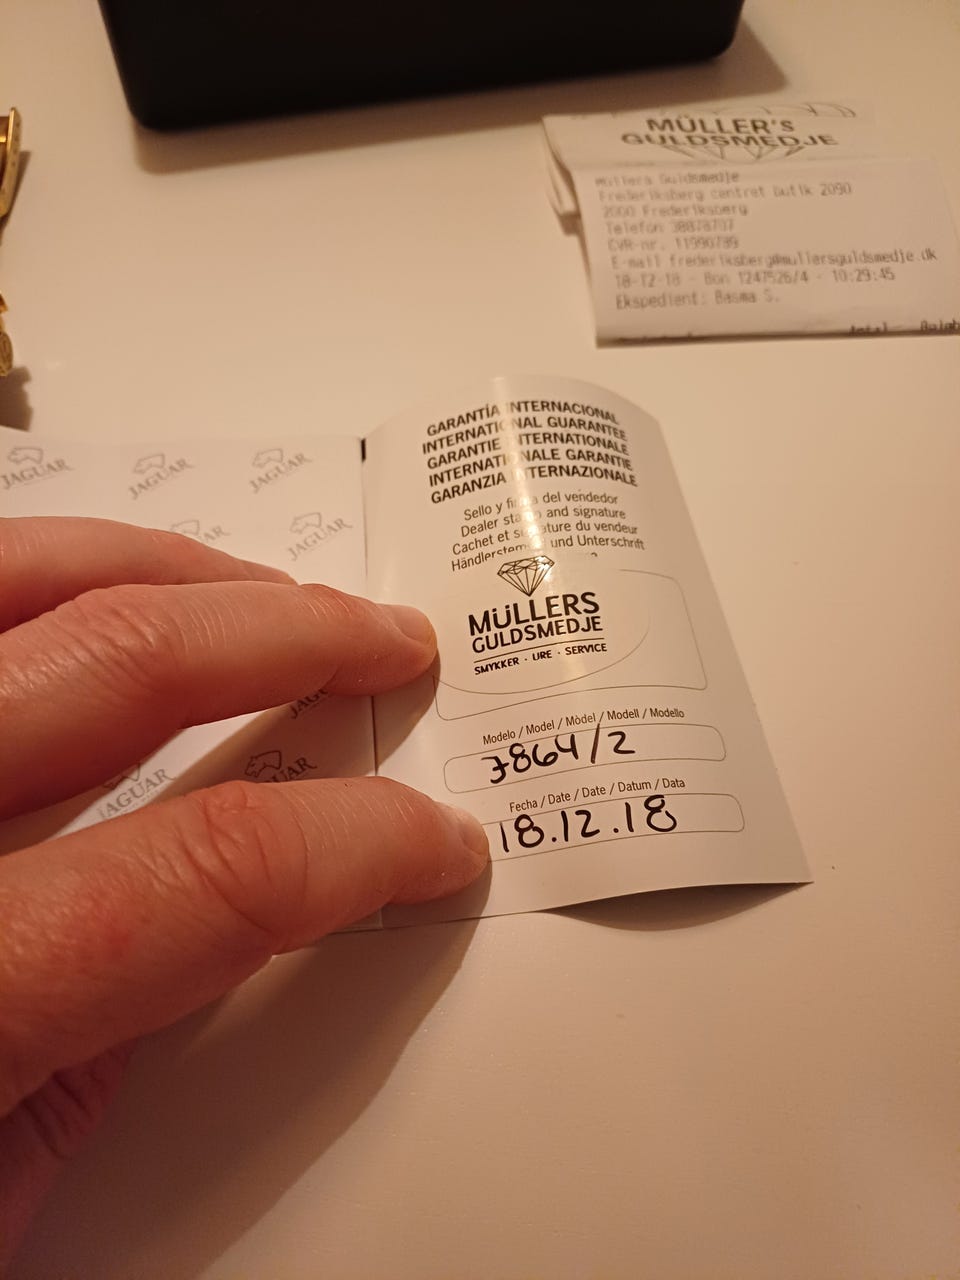 MÜLLER's
GULDSMEDJE
Müllers Guldsmedje
Frederiksberg centret butik 2090
2000 Frederiksberg
Telefon 38878707
CVR-nr. 11990789
E-mail frederiksberg@mullersguldsmedje.dk
18-12-18 - Bon 1247526/4 - 10:29:45
Ekspedient: Basma S.
Antal
JAGUAR
JAGUAR
JAGUAR
JAGUAR
JAGUAR
JAGUAR
GARANTÍA INTERNACIONAL
INTERNATIONAL GUARANTEE
GARANTIE INTERNATIONALE
INTERNATIONALE GARANTIE
GARANZIA INTERNAZIONALE
Sello y firma del vendedor
Dealer stamp and signature
Cachet et signature du vendeur
Händlerstempel und Unterschrift
MÜLLERS
GULDSMEDJE
SMYKKER · URE · SERVICE
Modelo / Model / Mòdel / Modell / Modello
J864/2
Fecha / Date / Date / Datum / Data
18.12.18